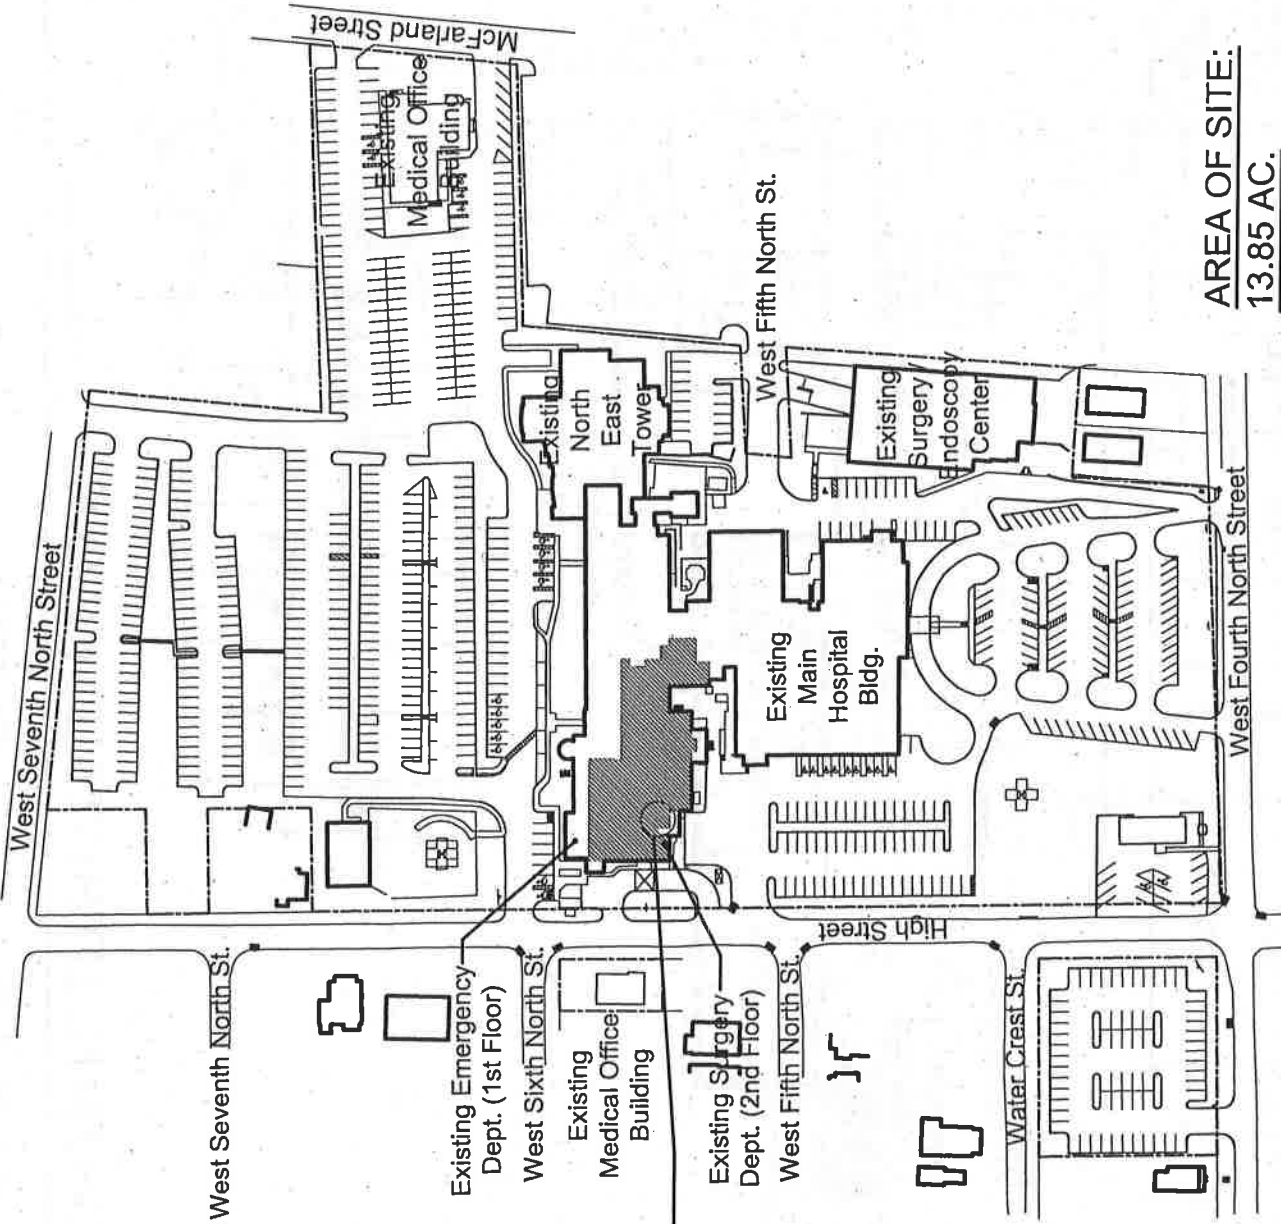 McFarland Street
Existing
Medical Office
Building
West Seventh North Street
Existing
North
East
Tower
West Fifth North St.
Existing
Surgery /
Endoscopy
Center
AREA OF SITE:
13.85 AC.
Existing
Main
Hospital
Bldg.
West Fourth North Street
High Street
West Seventh North St.
Existing Emergency
Dept. (1st Floor)
West Sixth North St.
Existing
Medical Office
Building
Existing Surgery
Dept. (2nd Floor)
West Fifth North St.
Water Crest St.